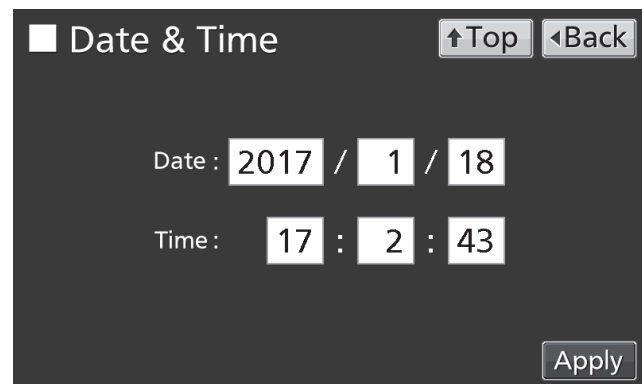 ■ Date & Time ↑Top ◂Back
Date : 2017 / 1 / 18
Time : 17 : 2 : 43
Apply